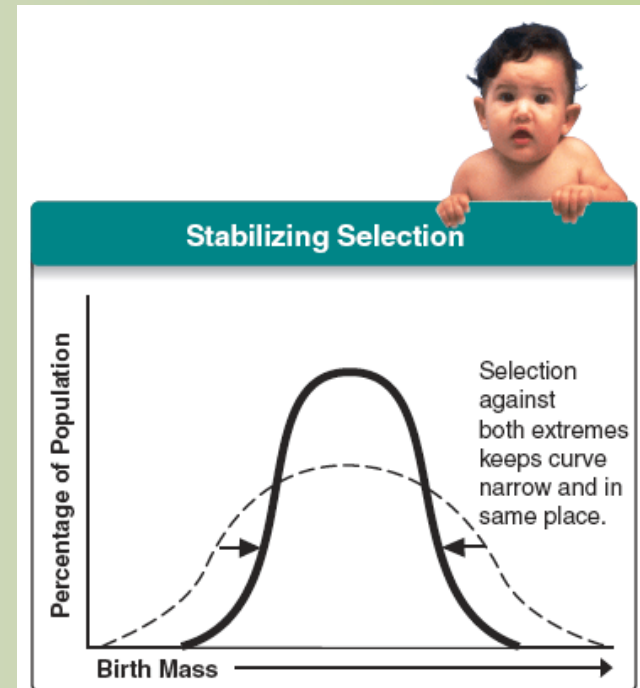 Stabilizing Selection
Percentage of Population
Selection
against
both extremes
keeps curve
narrow and in
same place.
Birth Mass